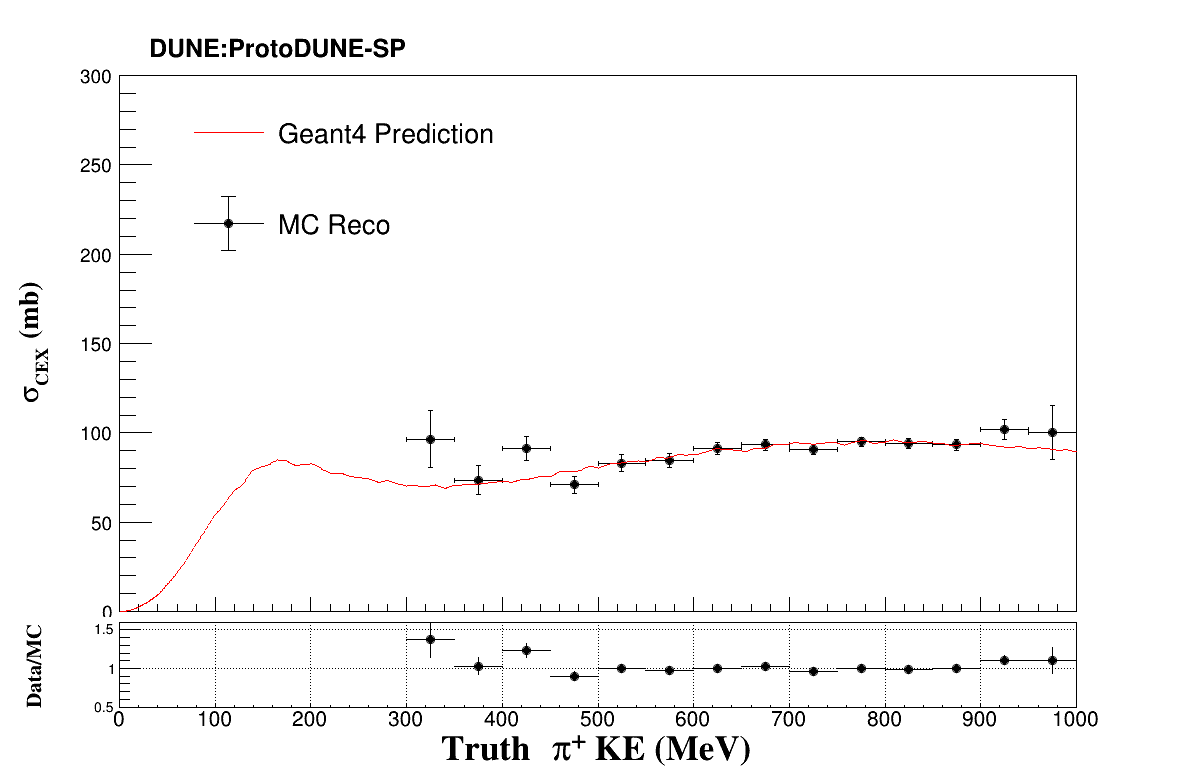 DUNE:ProtoDUNE-SP
300
250
200
150
100
50
0
σCEX (mb)
Geant4 Prediction
MC Reco
1.5
1
0.5
Data/MC
0 100 200 300 400 500 600 700 800 900 1000
Truth π+ KE (MeV)